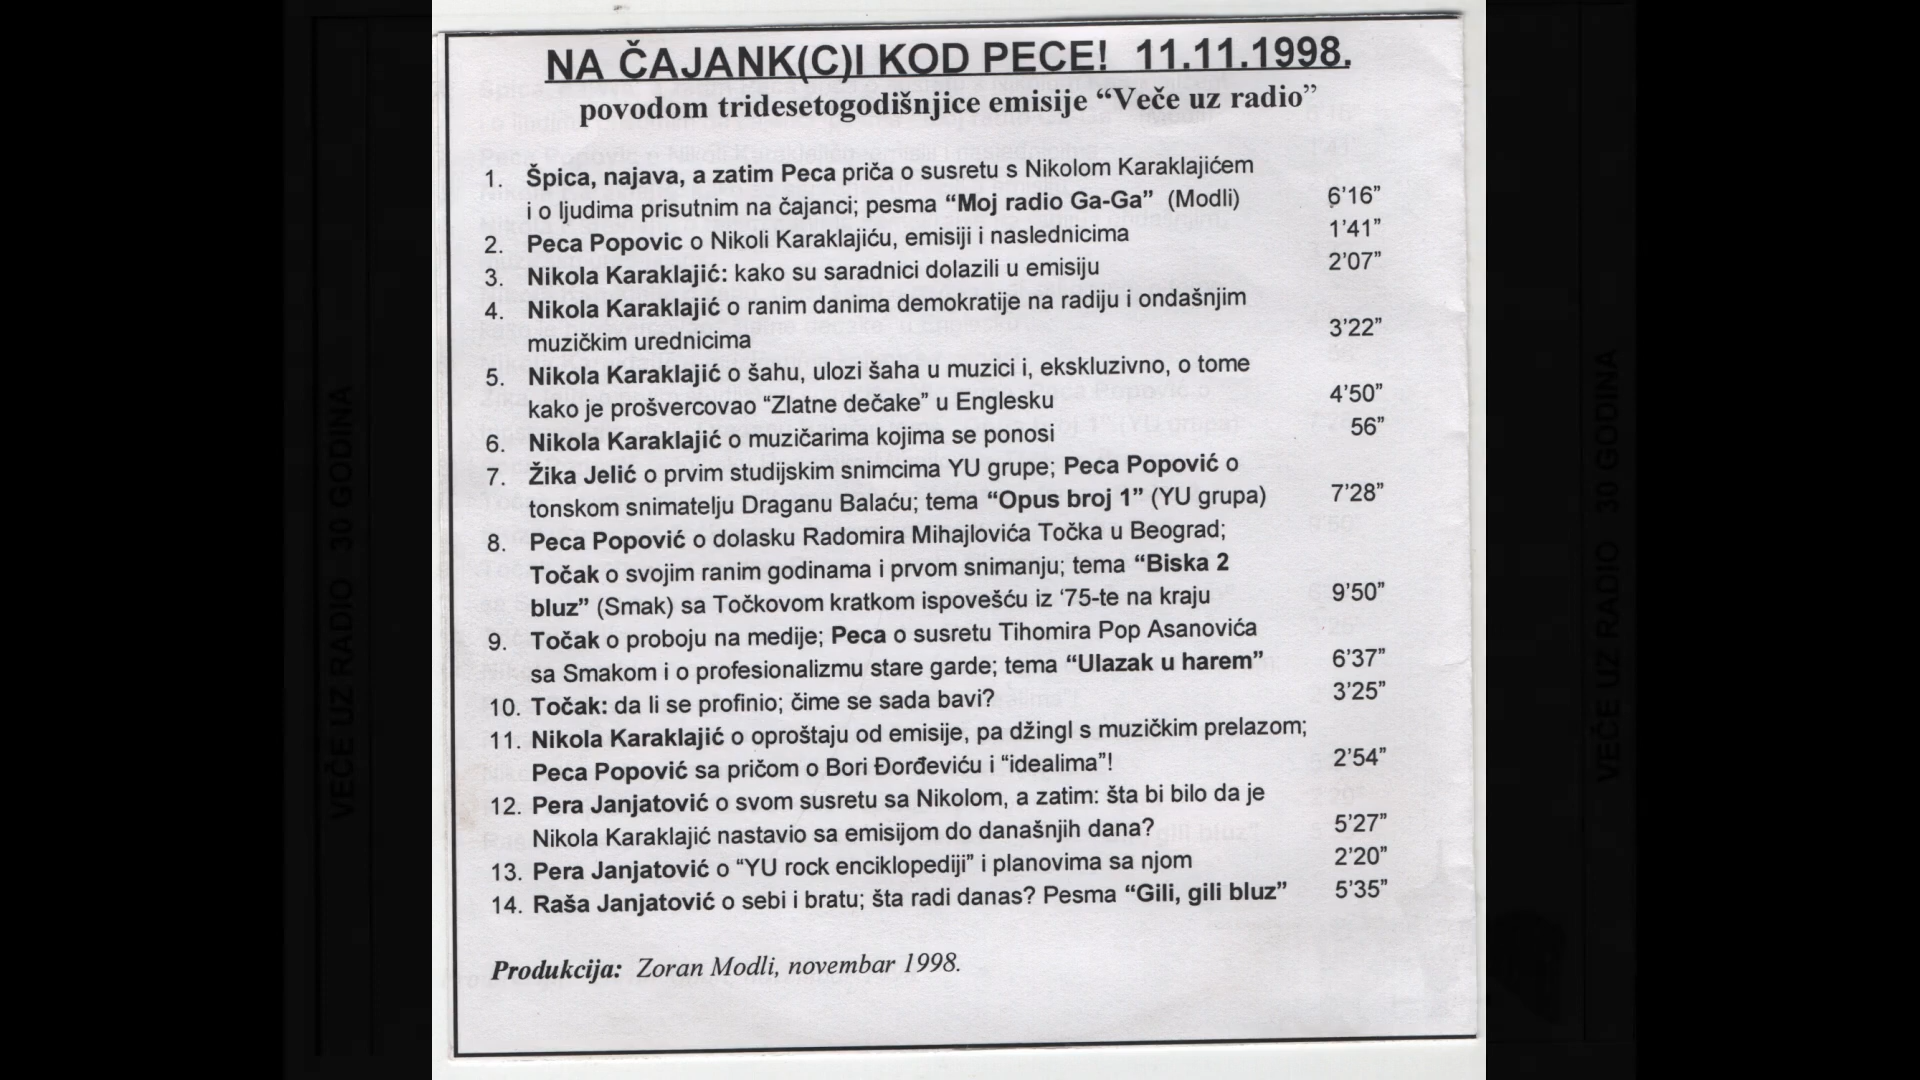 NA ČAJANK(C)I KOD PECE! 11.11.1998.
povodom tridesetogodišnjice emisije “Veče uz radio”
1. Špica, najava, a zatim Peca priča o susretu s Nikolom Karaklajićem
i o ljudima prisutnim na čajanci; pesma “Moj radio Ga-Ga” (Modli) 6’16”
2. Peca Popovic o Nikoli Karaklajiću, emisiji i naslednicima 1’41”
3. Nikola Karaklajić: kako su saradnici dolazili u emisiju 2’07”
4. Nikola Karaklajić o ranim danima demokratije na radiju i ondašnjim
muzičkim urednicima 3’22”
5. Nikola Karaklajić o šahu, ulozi šaha u muzici i, ekskluzivno, o tome
kako je prošvercovao “Zlatne dečake” u Englesku 4’50”
6. Nikola Karaklajić o muzičarima kojima se ponosi 56”
7. Žika Jelić o prvim studijskim snimcima YU grupe; Peca Popović o
tonskom snimatelju Draganu Balaću; tema “Opus broj 1” (YU grupa) 7’28”
8. Peca Popović o dolasku Radomira Mihajlovića Točka u Beograd;
Točak o svojim ranim godinama i prvom snimanju; tema “Biska 2
bluz” (Smak) sa Točkovom kratkom ispovešću iz ‘75-te na kraju 9’50”
9. Točak o proboju na medije; Peca o susretu Tihomira Pop Asanovića
sa Smakom i o profesionalizmu stare garde; tema “Ulazak u harem” 6’37”
10. Točak: da li se profinio; čime se sada bavi? 3’25”
11. Nikola Karaklajić o oproštaju od emisije, pa džingl s muzičkim prelazom;
Peca Popović sa pričom o Bori Đorđeviću i “idealima”! 2’54”
12. Pera Janjatović o svom susretu sa Nikolom, a zatim: šta bi bilo da je
Nikola Karaklajić nastavio sa emisijom do današnjih dana? 5’27”
13. Pera Janjatović o “YU rock enciklopediji” i planovima sa njom 2’20”
14. Raša Janjatović o sebi i bratu; šta radi danas? Pesma “Gili, gili bluz” 5’35”
Produkcija: Zoran Modli, novembar 1998.
VEČE UZ RADIO 30 GODINA
VEČE UZ RADIO 30 GODINA